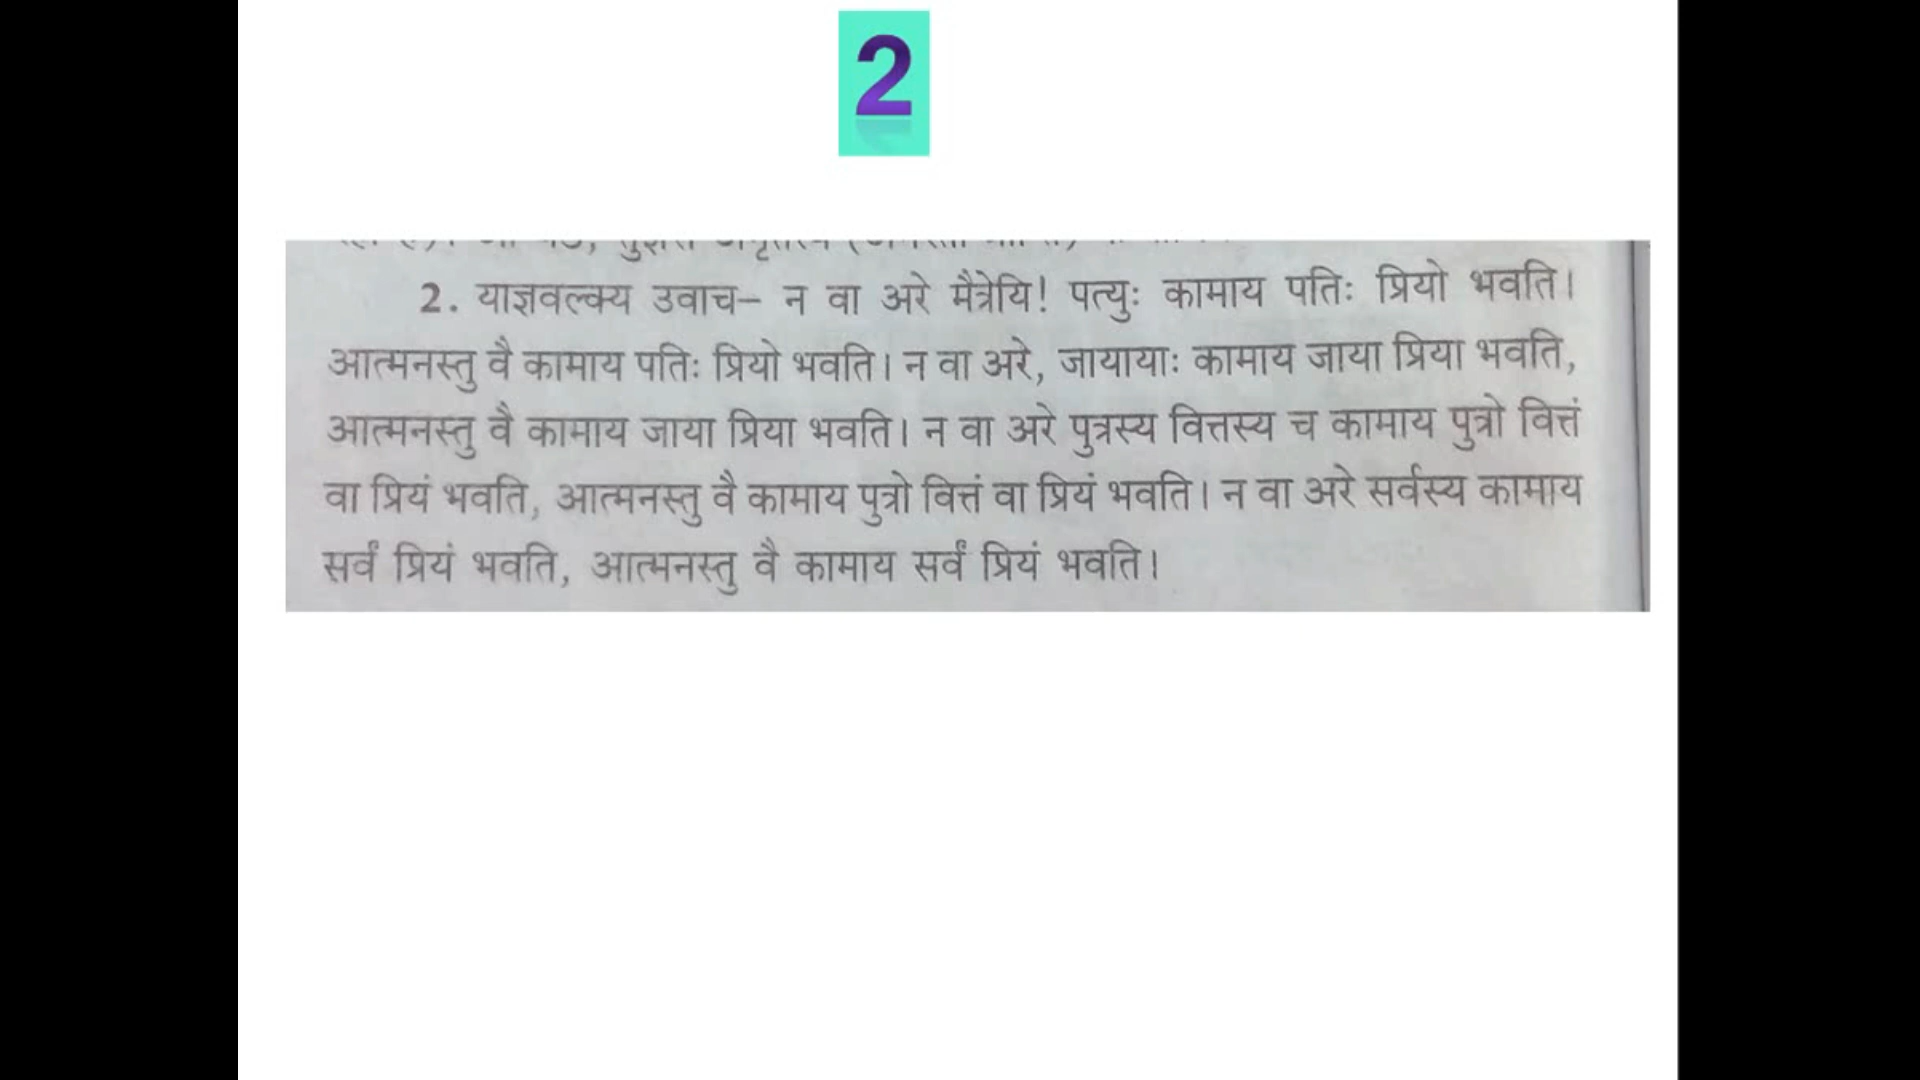 2
2. याज्ञवल्क्य उवाच– न वा अरे मैत्रेयि! पत्युः कामाय पतिः प्रियो भवति।
आत्मनस्तु वै कामाय पतिः प्रियो भवति। न वा अरे, जायायाः कामाय जाया प्रिया भवति,
आत्मनस्तु वै कामाय जाया प्रिया भवति। न वा अरे पुत्रस्य वित्तस्य च कामाय पुत्रो वित्तं
वा प्रियं भवति, आत्मनस्तु वै कामाय पुत्रो वित्तं वा प्रियं भवति। न वा अरे सर्वस्य कामाय
सर्वं प्रियं भवति, आत्मनस्तु वै कामाय सर्वं प्रियं भवति।